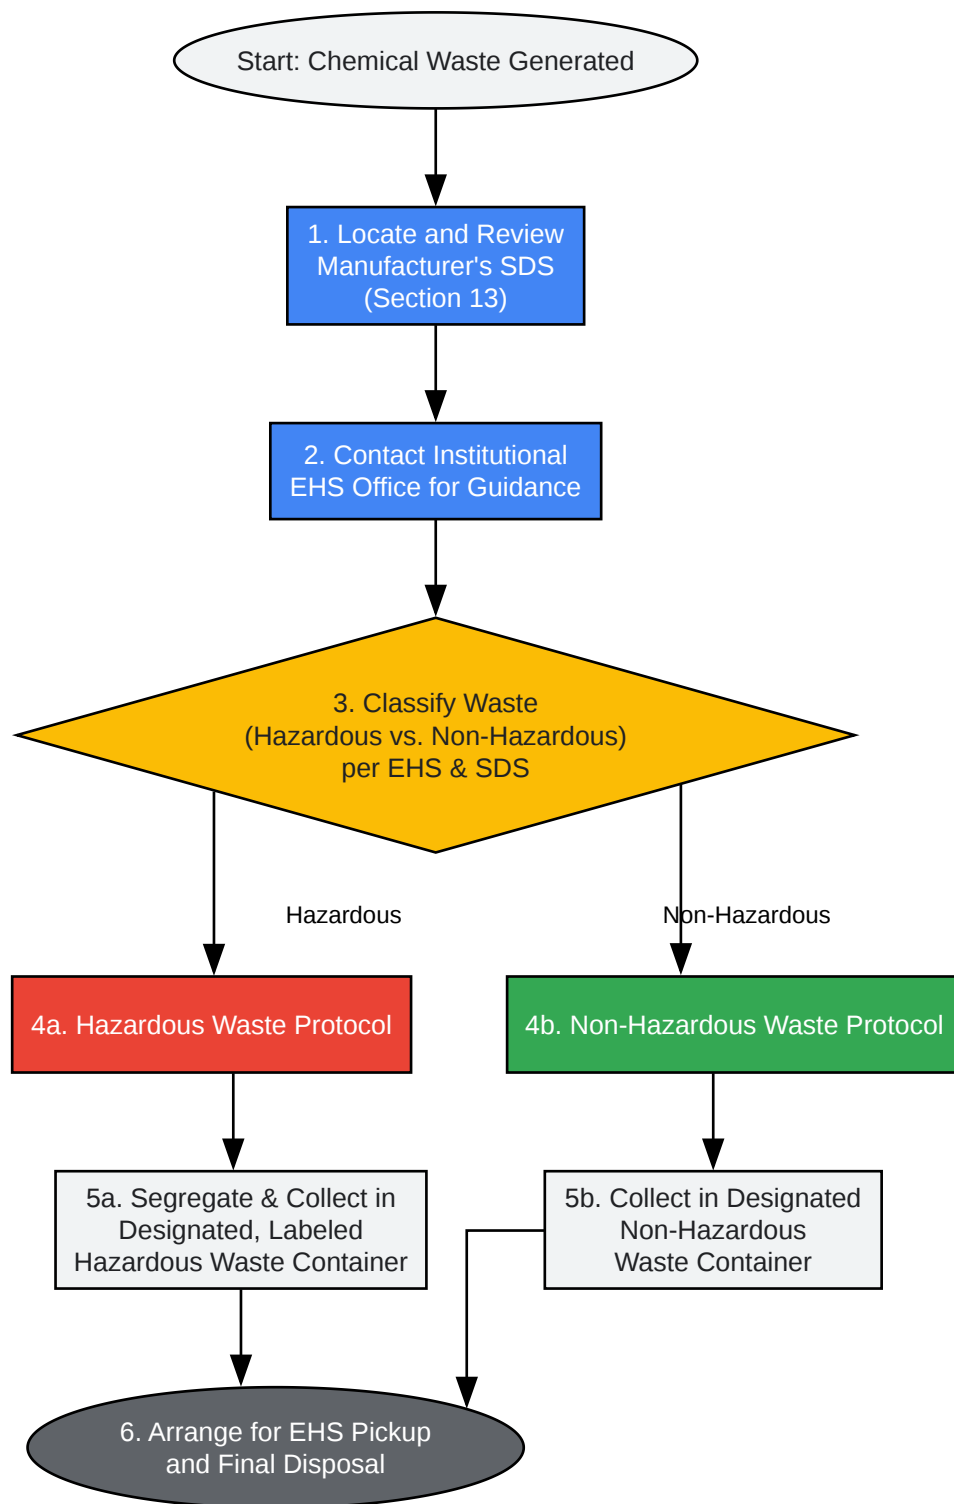 Start: Chemical Waste Generated
1. Locate and Review
Manufacturer's SDS
(Section 13)
2. Contact Institutional
EHS Office for Guidance
3. Classify Waste
(Hazardous vs. Non-Hazardous)
per EHS & SDS
Hazardous
Non-Hazardous
4a. Hazardous Waste Protocol
4b. Non-Hazardous Waste Protocol
5a. Segregate & Collect in
Designated, Labeled
Hazardous Waste Container
5b. Collect in Designated
Non-Hazardous
Waste Container
6. Arrange for EHS Pickup
and Final Disposal